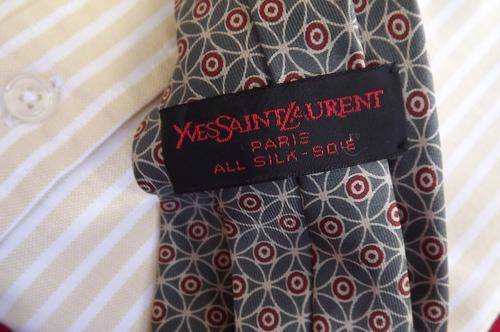 YVESSAINTLAURENT
PARIS
ALL SILK-SOIE